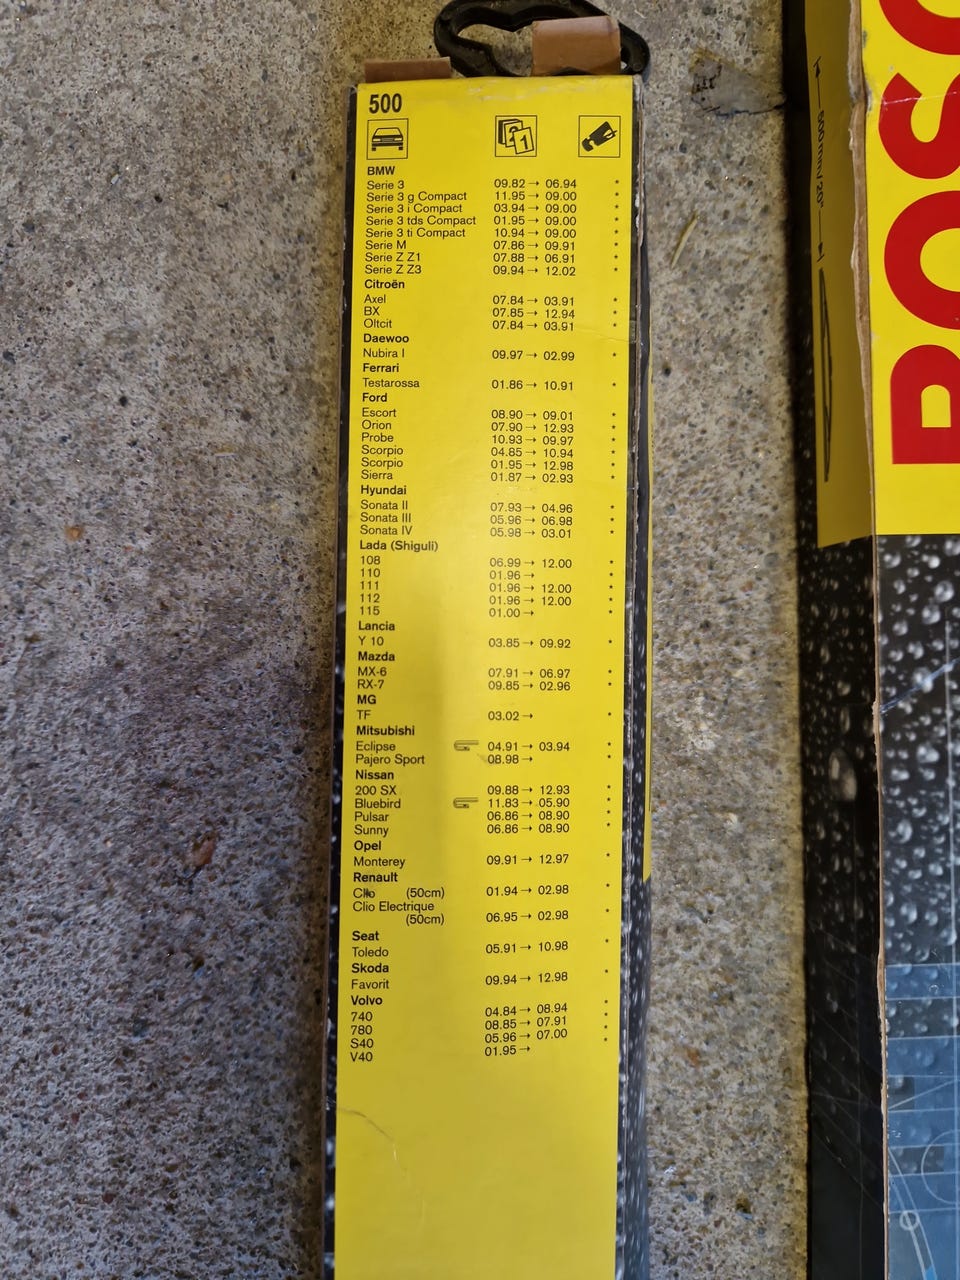 500
BMW
Serie 3 09.82 → 06.94 *
Serie 3 g Compact 11.95 → 09.00 *
Serie 3 i Compact 03.94 → 09.00 *
Serie 3 tds Compact 01.95 → 09.00 *
Serie 3 ti Compact 10.94 → 09.00 *
Serie M 07.86 → 09.91 *
Serie Z Z1 07.88 → 06.91 *
Serie Z Z3 09.94 → 12.02 *
Citroën
Axel 07.84 → 03.91 *
BX 07.85 → 12.94 *
Oltcit 07.84 → 03.91 *
Daewoo
Nubira I 09.97 → 02.99 *
Ferrari
Testarossa 01.86 → 10.91 *
Ford
Escort 08.90 → 09.01 *
Orion 07.90 → 12.93 *
Probe 10.93 → 09.97 *
Scorpio 04.85 → 10.94 *
Scorpio 01.95 → 12.98 *
Sierra 01.87 → 02.93 *
Hyundai
Sonata II 07.93 → 04.96 *
Sonata III 05.96 → 06.98 *
Sonata IV 05.98 → 03.01 *
Lada (Shiguli)
108 06.99 → 12.00 *
110 01.96 → *
111 01.96 → 12.00 *
112 01.96 → 12.00 *
115 01.00 → *
Lancia
Y 10 03.85 → 09.92 *
Mazda
MX-6 07.91 → 06.97 *
RX-7 09.85 → 02.96 *
MG
TF 03.02 → *
Mitsubishi
Eclipse 04.91 → 03.94 *
Pajero Sport 08.98 → *
Nissan
200 SX 09.88 → 12.93 *
Bluebird 11.83 → 05.90 *
Pulsar 06.86 → 08.90 *
Sunny 06.86 → 08.90 *
Opel
Monterey 09.91 → 12.97 *
Renault
Clio (50cm) 01.94 → 02.98 *
Clio Electrique
(50cm) 06.95 → 02.98 *
Seat
Toledo 05.91 → 10.98 *
Skoda
Favorit 09.94 → 12.98 *
Volvo
740 04.84 → 08.94 *
780 08.85 → 07.91 *
S40 05.96 → 07.00 *
V40 01.95 → *
500mm/20"
BOSC